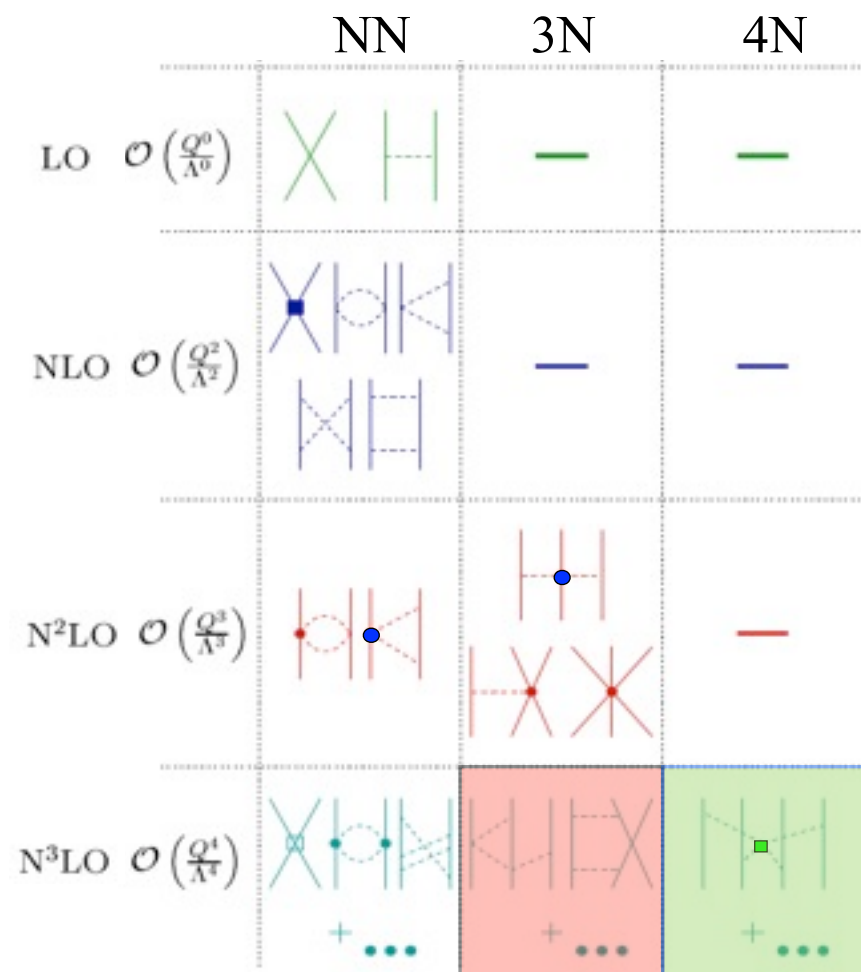 NN 3N 4N
LO 𝒪(Q⁰/Λ⁰)
NLO 𝒪(Q²/Λ²)
N²LO 𝒪(Q³/Λ³)
N³LO 𝒪(Q⁴/Λ⁴)
+ ••• + ••• + •••